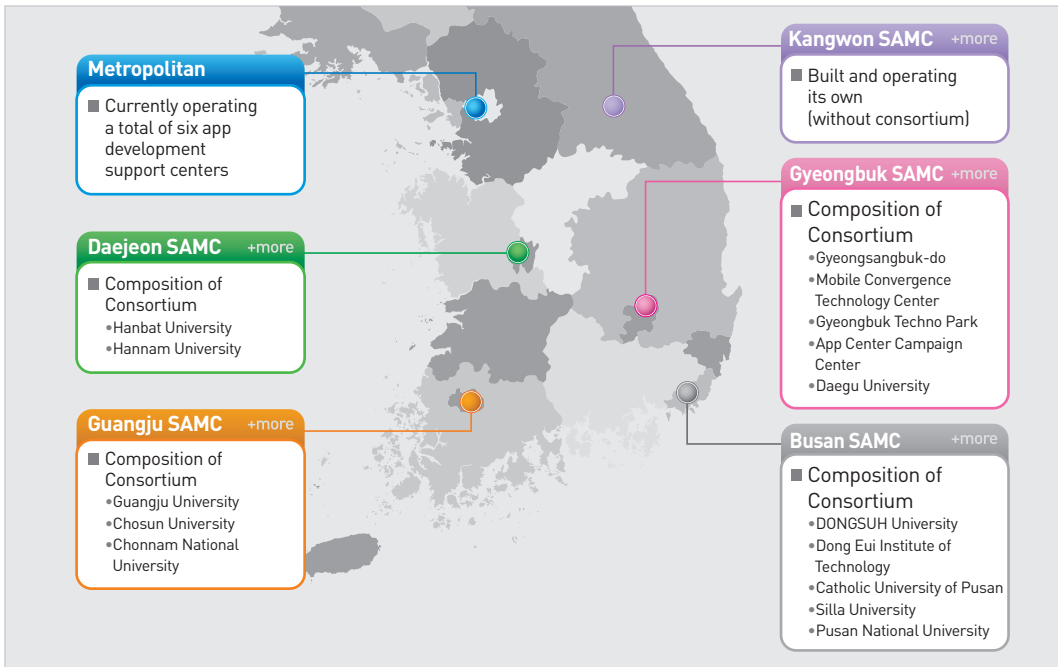 Metropolitan
■ Currently operating
a total of six app
development
support centers
Daejeon SAMC +more
■ Composition of
Consortium
•Hanbat University
•Hannam University
Guangju SAMC +more
■ Composition of
Consortium
•Guangju University
•Chosun University
•Chonnam National
University
Kangwon SAMC +more
■ Built and operating
its own
(without consortium)
Gyeongbuk SAMC +more
■ Composition of
Consortium
•Gyeongsangbuk-do
•Mobile Convergence
Technology Center
•Gyeongbuk Techno Park
•App Center Campaign
Center
•Daegu University
Busan SAMC +more
■ Composition of
Consortium
•DONGSUH University
•Dong Eui Institute of
Technology
•Catholic University of Pusan
•Silla University
•Pusan National University